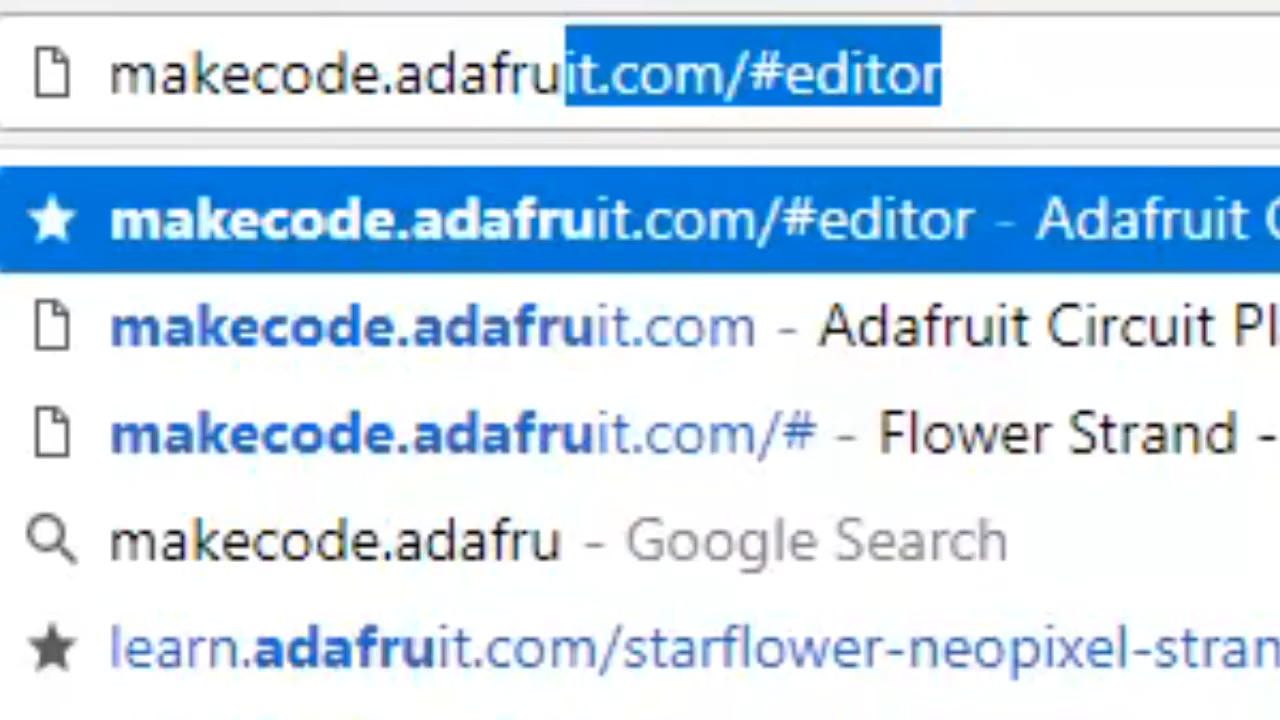 makecode.adafruit.com/#editor
makecode.adafruit.com/#editor - Adafruit
makecode.adafruit.com - Adafruit Circuit Pl
makecode.adafruit.com/# - Flower Strand -
makecode.adafru - Google Search
learn.adafruit.com/starflower-neopixel-stran